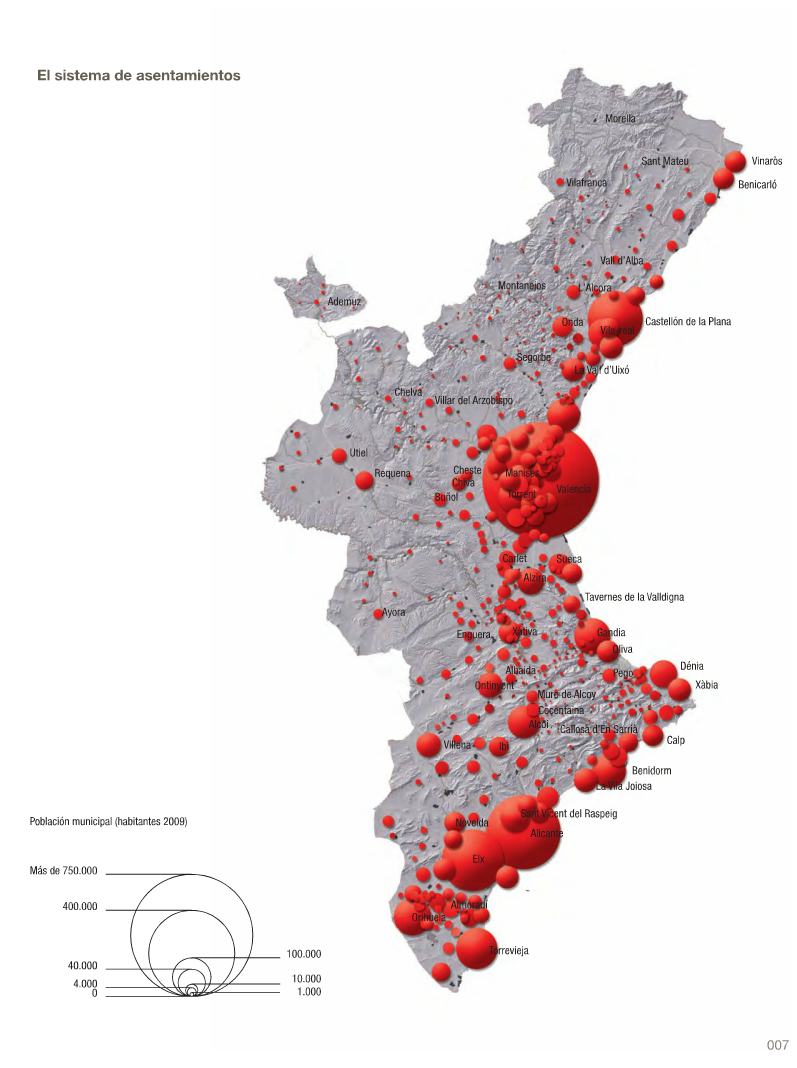 El sistema de asentamientos
Morella
Sant Mateu
Vinaròs
Vilafranca
Benicarló
Vall d'Alba
Montanejos
L'Alcora
Ademuz
Onda
Vila-real
Castellón de la Plana
Segorbe
La Vall d'Uixó
Chelva
Villar del Arzobispo
Utiel
Requena
Cheste
Chiva
Manises
Buñol
Torrent
Valencia
Carlet
Sueca
Alzira
Tavernes de la Valldigna
Ayora
Enguera
Xàtiva
Gandia
Oliva
Albaida
Pego
Dénia
Ontinyent
Xàbia
Muro de Alcoy
Cocentaina
Alcoi
Callosa d'En Sarrià
Calp
Villena
Ibi
Benidorm
La Vila Joiosa
Sant Vicent del Raspeig
Novelda
Alicante
Elx
Almoradí
Orihuela
Torrevieja
Población municipal (habitantes 2009)
Más de 750.000
400.000
100.000
40.000
10.000
4.000
1.000
0
007